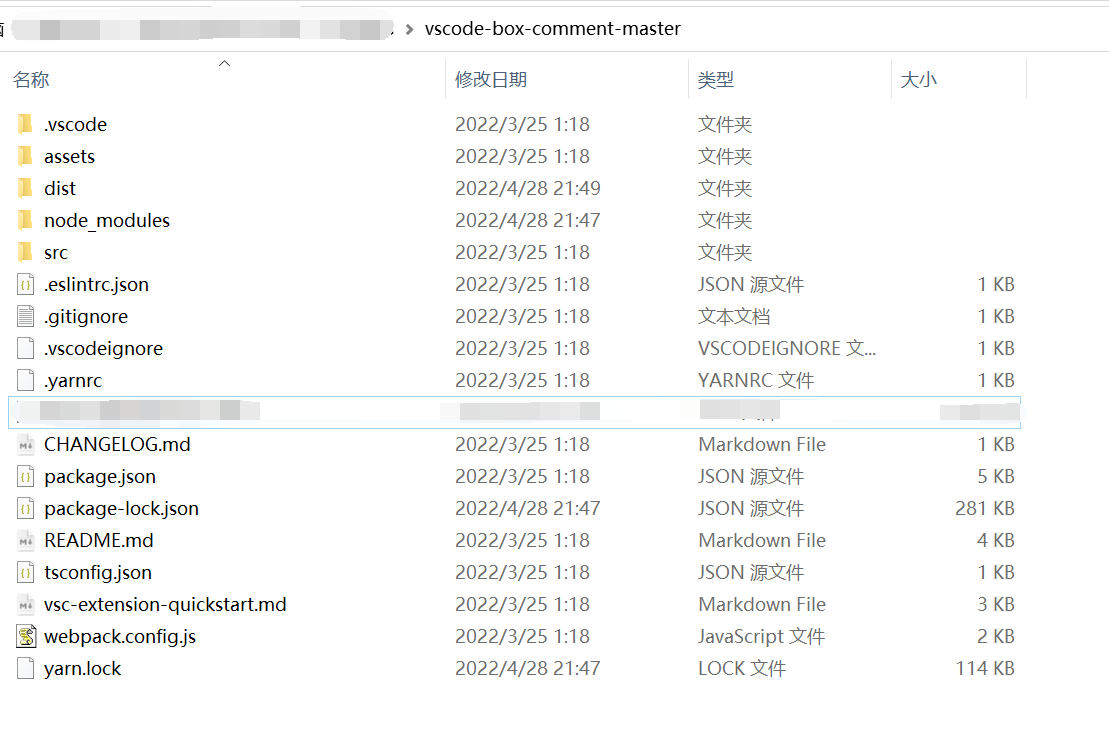 vscode-box-comment-master
名称 修改日期 类型 大小
.vscode 2022/3/25 1:18 文件夹
assets 2022/3/25 1:18 文件夹
dist 2022/4/28 21:49 文件夹
node_modules 2022/4/28 21:47 文件夹
src 2022/3/25 1:18 文件夹
.eslintrc.json 2022/3/25 1:18 JSON 源文件 1 KB
.gitignore 2022/3/25 1:18 文本文档 1 KB
.vscodeignore 2022/3/25 1:18 VSCODEIGNORE 文... 1 KB
.yarnrc 2022/3/25 1:18 YARNRC 文件 1 KB
CHANGELOG.md 2022/3/25 1:18 Markdown File 1 KB
package.json 2022/3/25 1:18 JSON 源文件 5 KB
package-lock.json 2022/4/28 21:47 JSON 源文件 281 KB
README.md 2022/3/25 1:18 Markdown File 4 KB
tsconfig.json 2022/3/25 1:18 JSON 源文件 1 KB
vsc-extension-quickstart.md 2022/3/25 1:18 Markdown File 3 KB
webpack.config.js 2022/3/25 1:18 JavaScript 文件 2 KB
yarn.lock 2022/4/28 21:47 LOCK 文件 114 KB